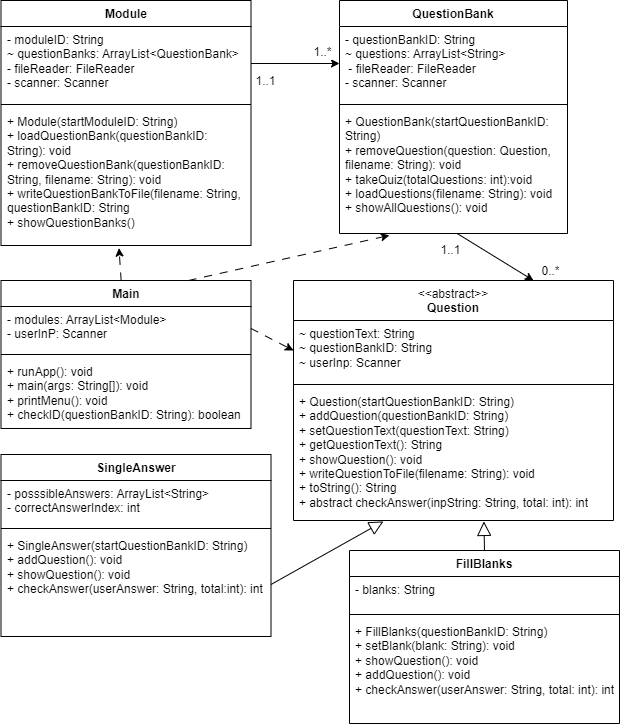 Module
- moduleID: String
~ questionBanks: ArrayList<QuestionBank>
- fileReader: FileReader
- scanner: Scanner
+ Module(startModuleID: String)
+ loadQuestionBank(questionBankID:
String): void
+ removeQuestionBank(questionBankID:
String, filename: String): void
+ writeQuestionBankToFile(filename: String,
questionBankID: String
+ showQuestionBanks()
1..*
1..1
QuestionBank
- questionBankID: String
~ questions: ArrayList<String>
- fileReader: FileReader
- scanner: Scanner
+ QuestionBank(startQuestionBankID:
String)
+ removeQuestion(question: Question,
filename: String): void
+ takeQuiz(totalQuestions: int):void
+ loadQuestions(filename: String): void
+ showAllQuestions(): void
1..1
0..*
Main
- modules: ArrayList<Module>
- userInP: Scanner
+ runApp(): void
+ main(args: String[]): void
+ printMenu(): void
+ checkID(questionBankID: String): boolean
<<abstract>>
Question
~ questionText: String
~ questionBankID: String
~ userInp: Scanner
+ Question(startQuestionBankID: String)
+ addQuestion(questionBankID: String)
+ setQuestionText(questionText: String)
+ getQuestionText(): String
+ showQuestion(): void
+ writeQuestionToFile(filename: String): void
+ toString(): String
+ abstract checkAnswer(inpString: String, total: int): int
SingleAnswer
- posssibleAnswers: ArrayList<String>
- correctAnswerIndex: int
+ SingleAnswer(startQuestionBankID: String)
+ addQuestion(): void
+ showQuestion(): void
+ checkAnswer(userAnswer: String, total:int): int
FillBlanks
- blanks: String
+ FillBlanks(questionBankID: String)
+ setBlank(blank: String): void
+ showQuestion(): void
+ addQuestion(): void
+ checkAnswer(userAnswer: String, total: int): int